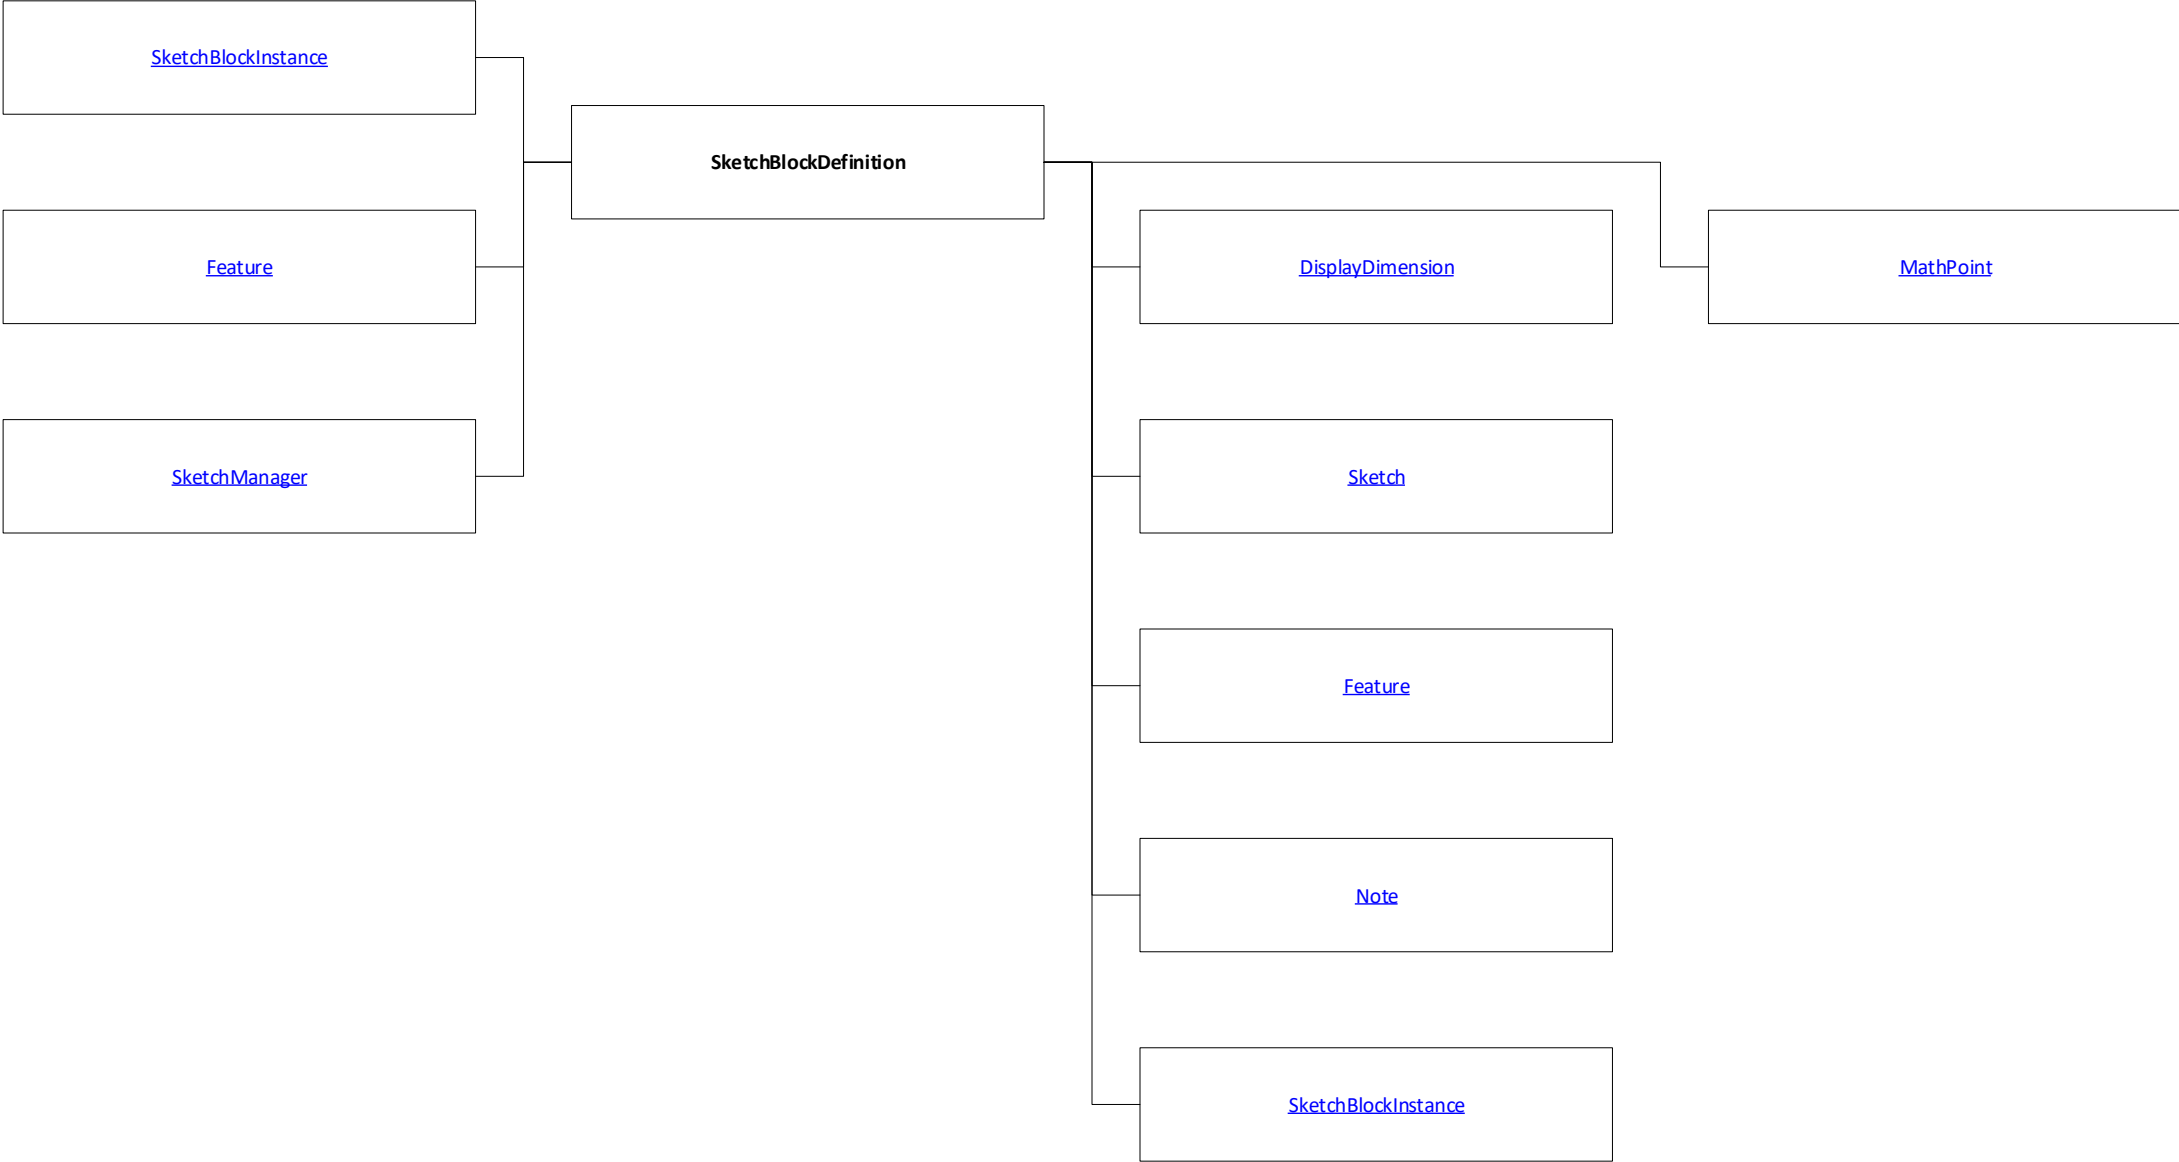 SketchBlockInstance
SketchBlockDefinition
Feature
DisplayDimension
MathPoint
SketchManager
Sketch
Feature
Note
SketchBlockInstance